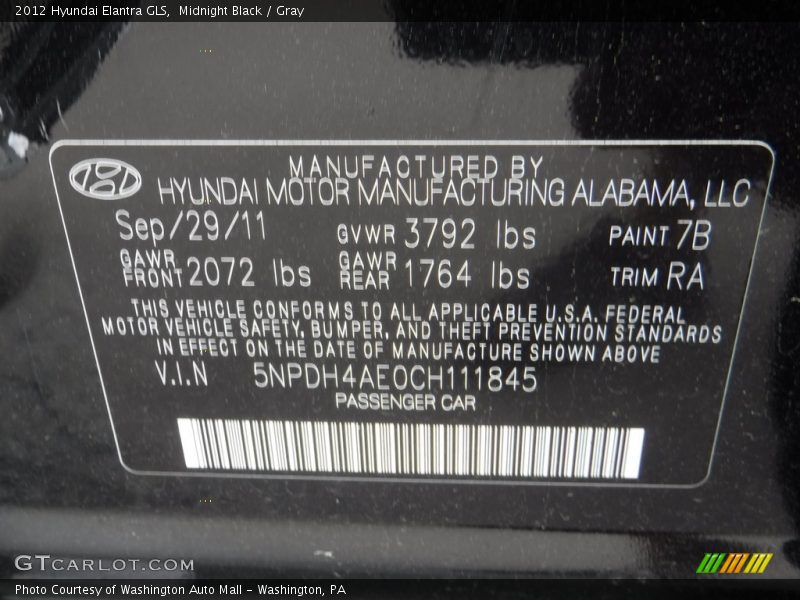 2012 Hyundai Elantra GLS,  Midnight Black / Gray
MANUFACTURED BY
HYUNDAI MOTOR MANUFACTURING ALABAMA, LLC
Sep/29/11 GVWR 3792 lbs PAINT 7B
GAWR FRONT 2072 lbs GAWR REAR 1764 lbs TRIM RA
THIS VEHICLE CONFORMS TO ALL APPLICABLE U.S.A. FEDERAL
MOTOR VEHICLE SAFETY, BUMPER, AND THEFT PREVENTION STANDARDS
IN EFFECT ON THE DATE OF MANUFACTURE SHOWN ABOVE
V.I.N 5NPDH4AE0CH111845
PASSENGER CAR
GTCARLOT.COM
Photo Courtesy of Washington Auto Mall - Washington, PA